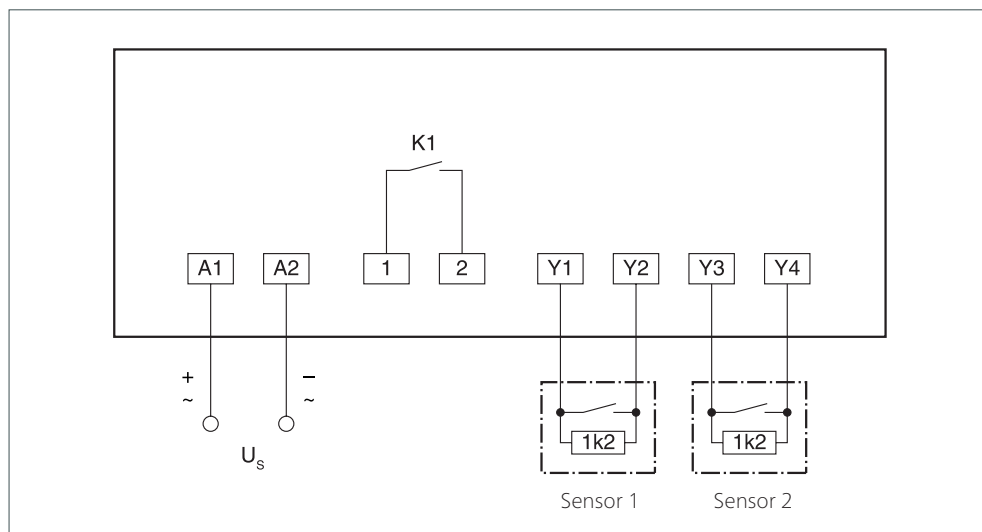 K1
A1 A2 1 2 Y1 Y2 Y3 Y4
+ −
~ ~
U_S
1k2 1k2
Sensor 1 Sensor 2